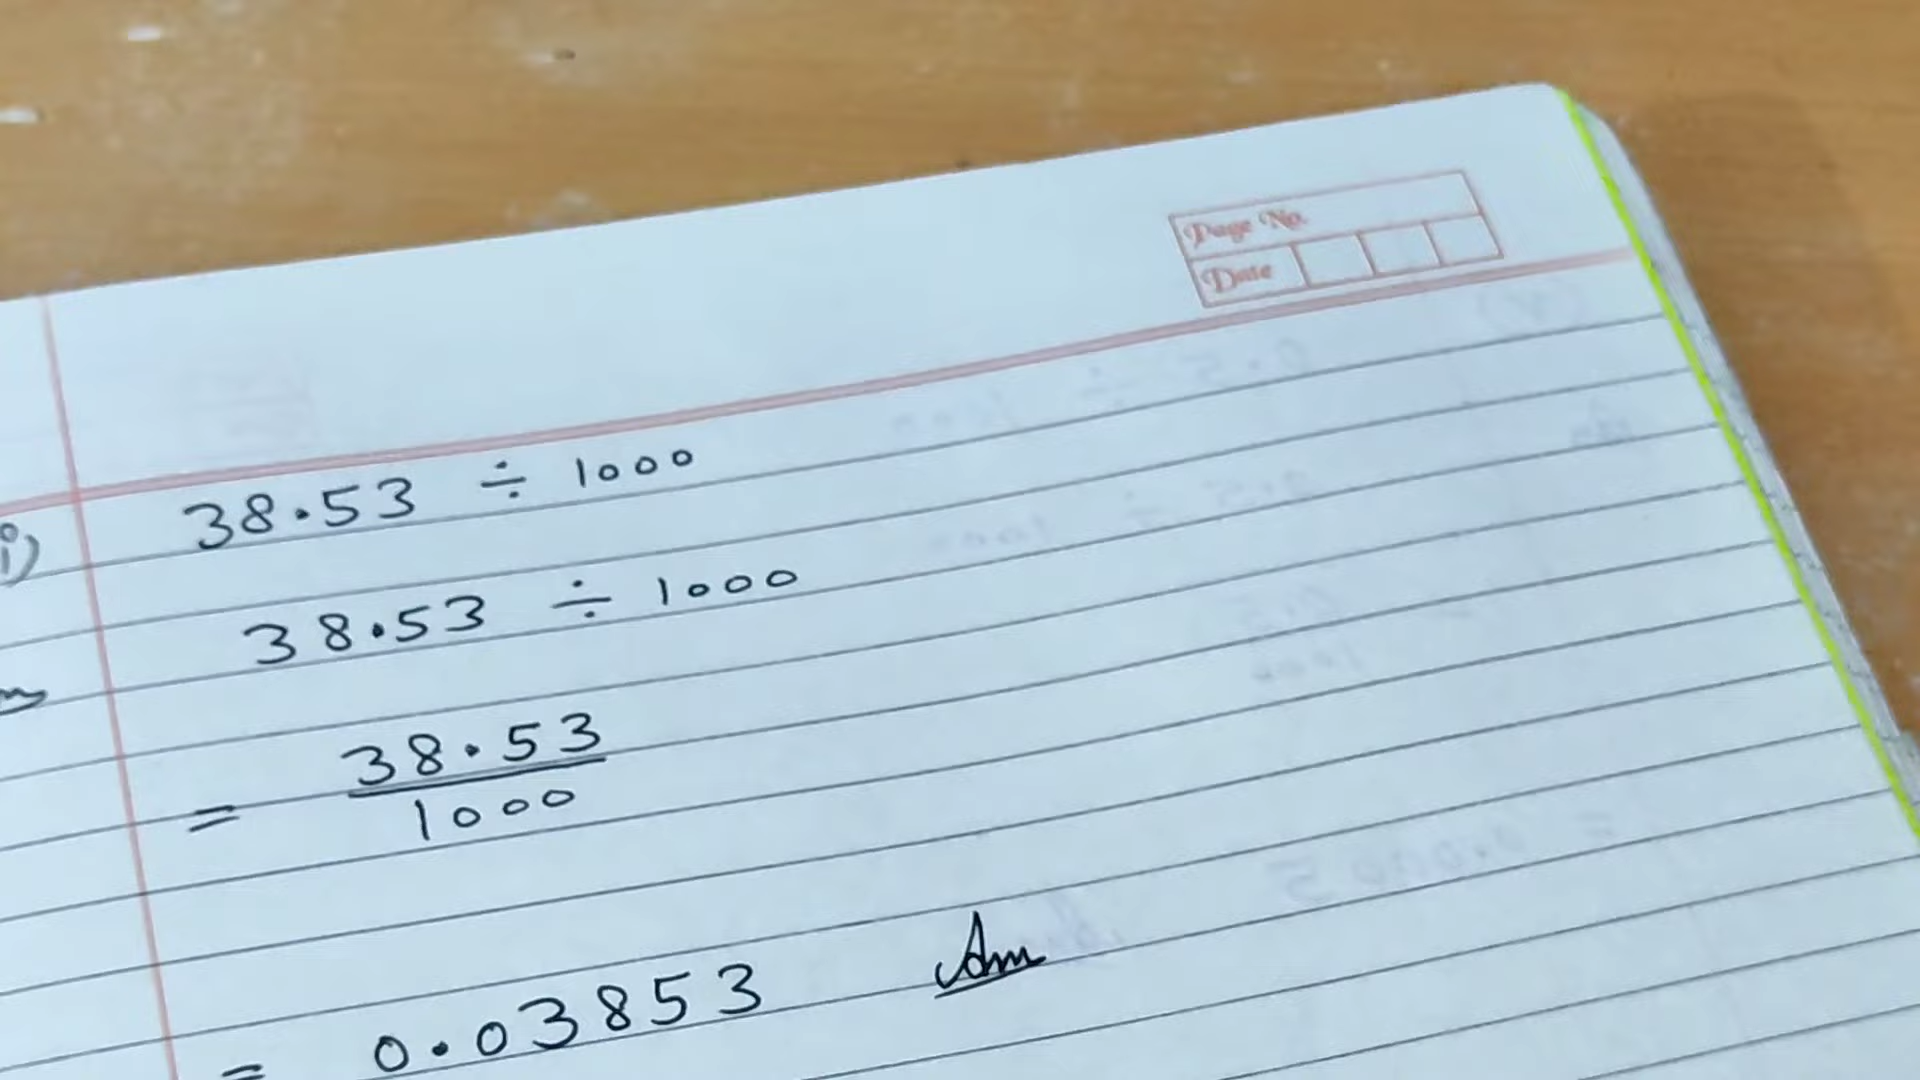 Page No.
Date
i) 38.53 ÷ 1000
38.53 ÷ 1000
= 38.53
1000
= 0.03853 Ans